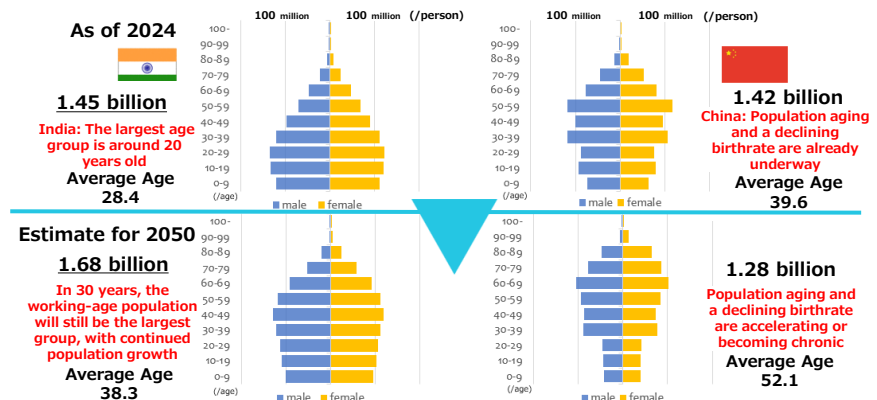 100 million 100 million (/person)
As of 2024
1.45 billion
India: The largest age
group is around 20
years old
Average Age
28.4
100-
90-99
80-89
70-79
60-69
50-59
40-49
30-39
20-29
10-19
0-9
(/age)
male female
100 million 100 million
100-
90-99
80-89
70-79
60-69
50-59
40-49
30-39
20-29
10-19
0-9
male female
1.42 billion
China: Population aging
and a declining
birthrate are already
underway
Average Age
39.6
Estimate for 2050
1.68 billion
In 30 years, the
working-age population
will still be the largest
group, with continued
population growth
Average Age
38.3
100-
90-99
80-89
70-79
60-69
50-59
40-49
30-39
20-29
10-19
0-9
(/age)
male female
100-
90-99
80-89
70-79
60-69
50-59
40-49
30-39
20-29
10-19
0-9
(/age)
male female
1.28 billion
Population aging and
a declining birthrate
are accelerating or
becoming chronic
Average Age
52.1